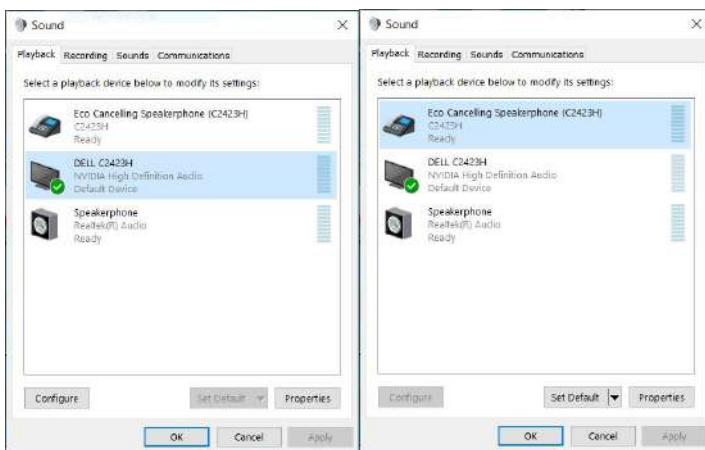 Sound
Playback Recording Sounds Communications
Select a playback device below to modify its settings:
Eco Cancelling Speakerphone (C2423H)
C2423H
Ready
DELL C2423H
NVIDIA High Definition Audio
Default Device
Speakerphone
Realtek(R) Audio
Ready
Configure Set Default Properties
OK Cancel Apply
Sound
Playback Recording Sounds Communications
Select a playback device below to modify its settings:
Eco Cancelling Speakerphone (C2423H)
C2423H
Ready
DELL C2423H
NVIDIA High Definition Audio
Default Device
Speakerphone
Realtek(R) Audio
Ready
Configure Set Default Properties
OK Cancel Apply